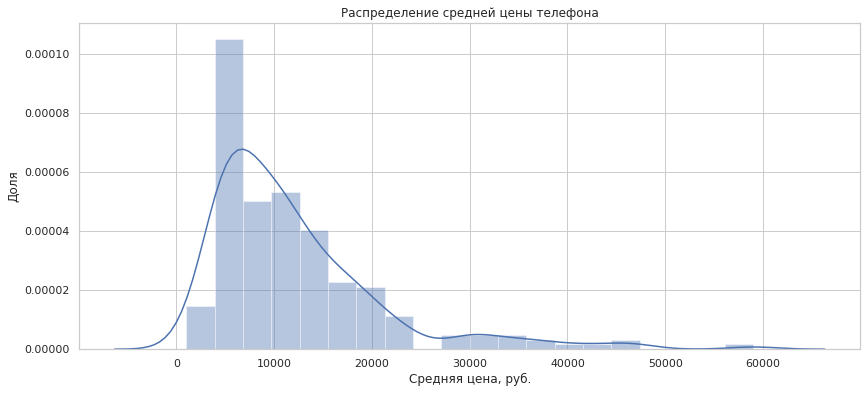 Распределение средней цены телефона
0.00010
0.00008
0.00006
0.00004
0.00002
0.00000
Доля
0 10000 20000 30000 40000 50000 60000
Средняя цена, руб.